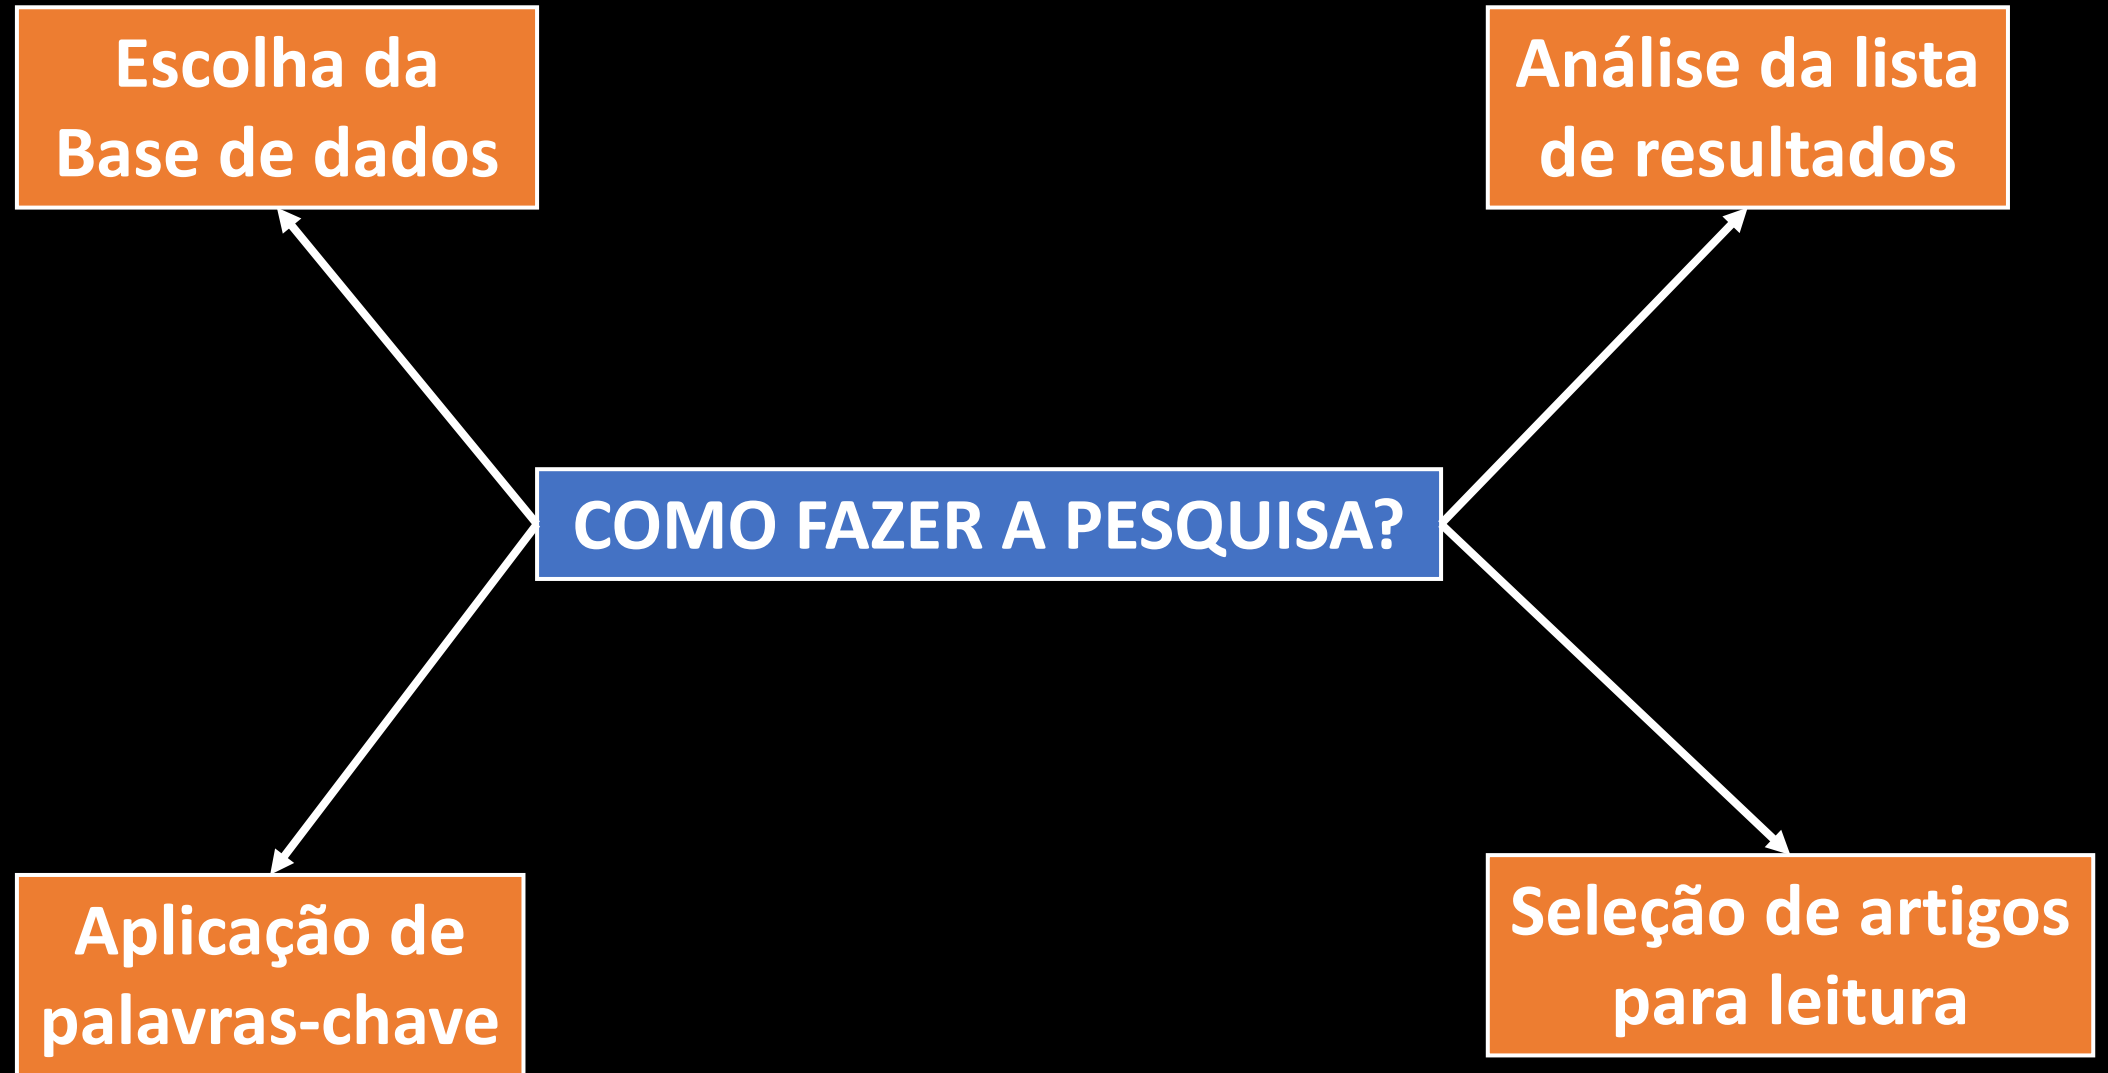 Escolha da
Base de dados
Análise da lista
de resultados
COMO FAZER A PESQUISA?
Aplicação de
palavras-chave
Seleção de artigos
para leitura